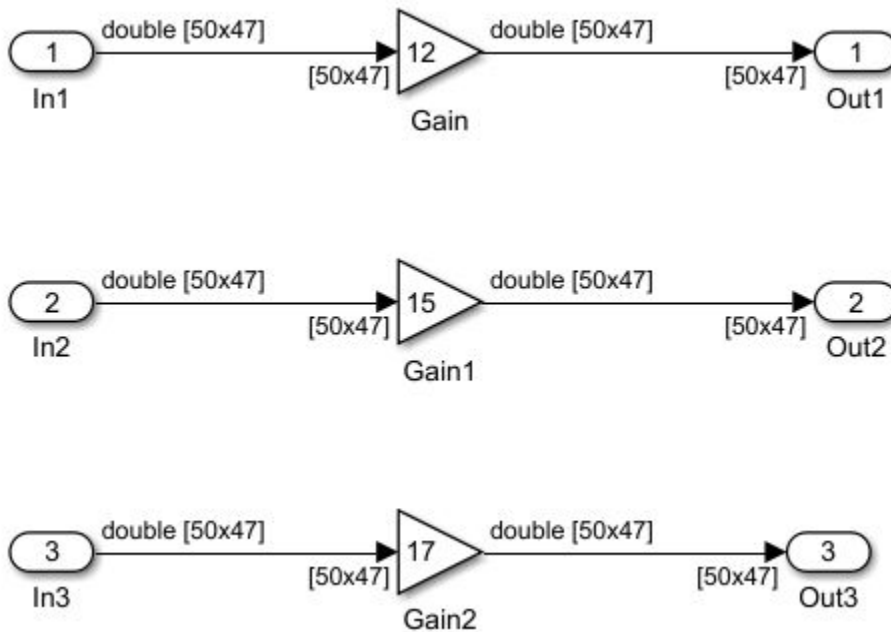 double [50x47]
double [50x47]
1
12
1
[50x47]
[50x47]
In1
Gain
Out1
double [50x47]
double [50x47]
2
15
2
[50x47]
[50x47]
In2
Gain1
Out2
double [50x47]
double [50x47]
3
17
3
[50x47]
[50x47]
In3
Gain2
Out3